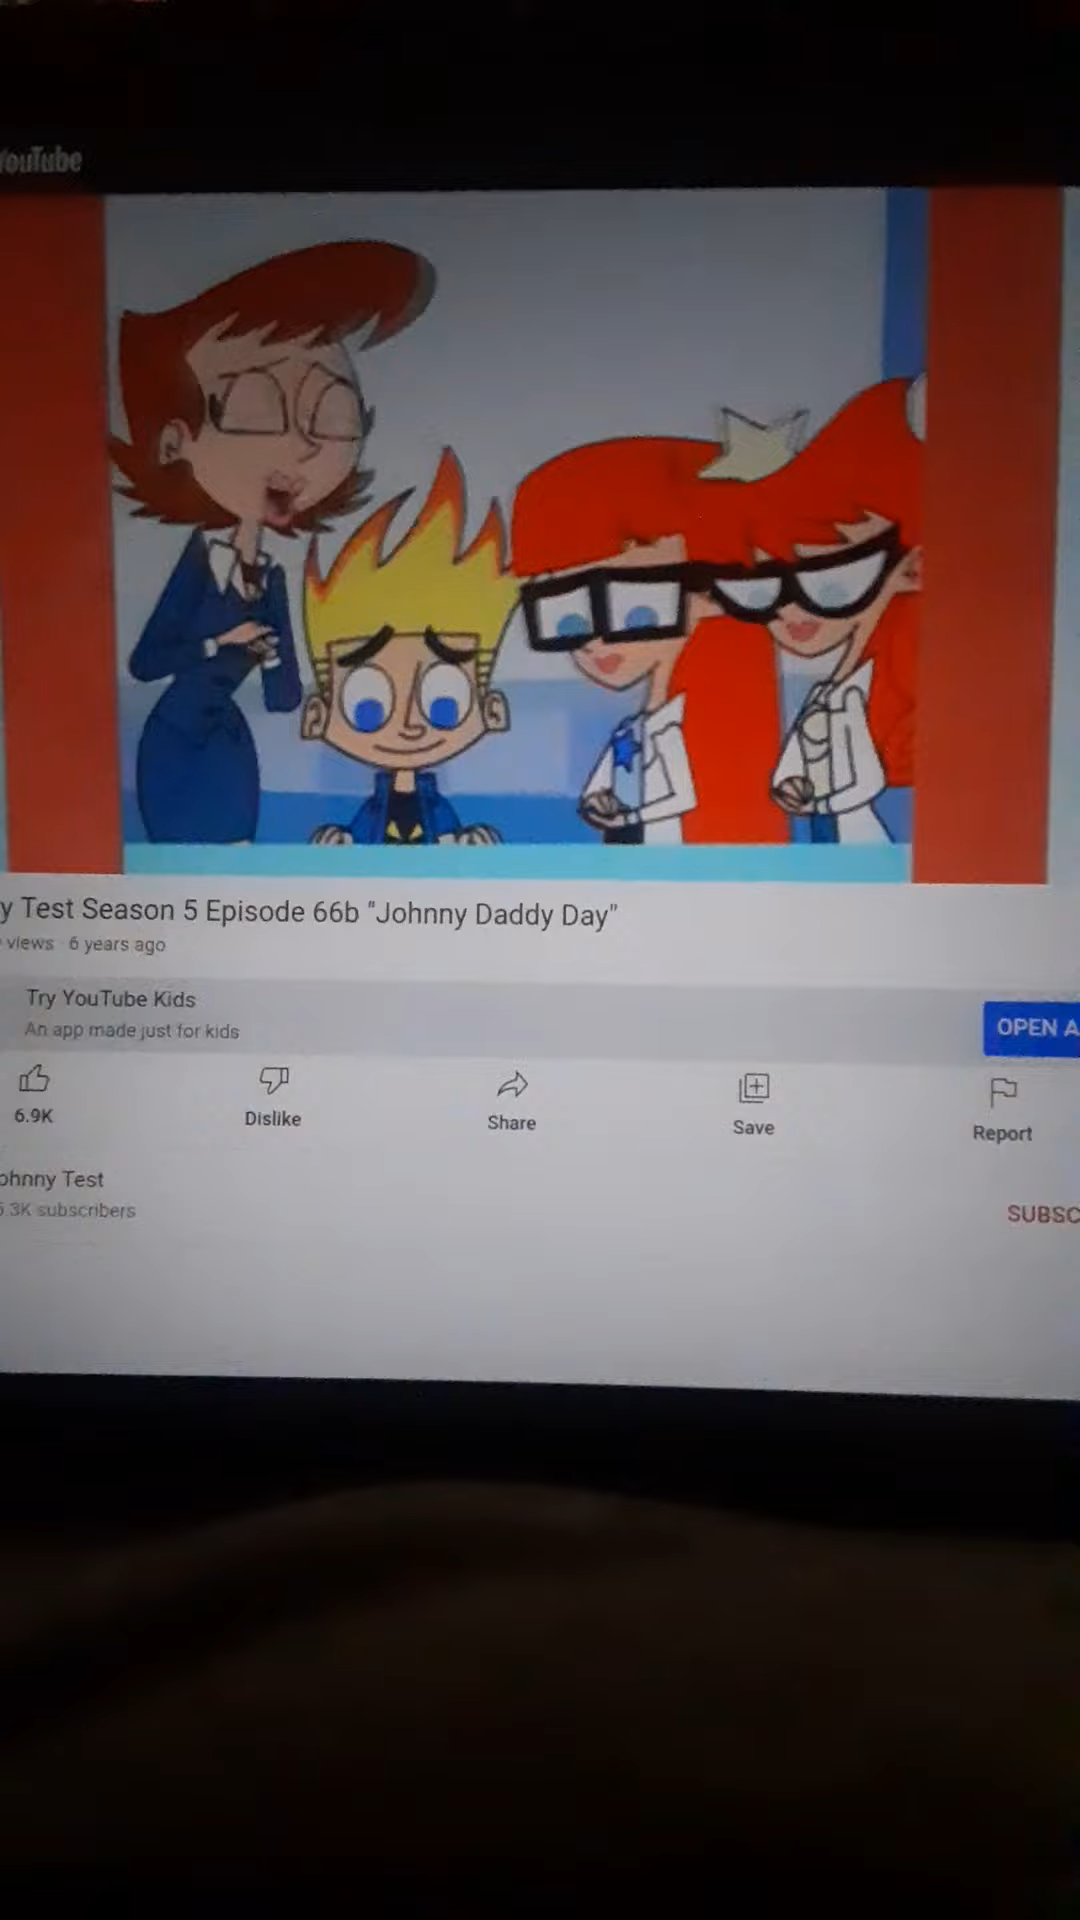 YouTube
y Test Season 5 Episode 66b "Johnny Daddy Day"
views · 6 years ago
Try YouTube Kids
An app made just for kids
OPEN A
6.9K
Dislike
Share
Save
Report
ohnny Test
.3K subscribers
SUBSC